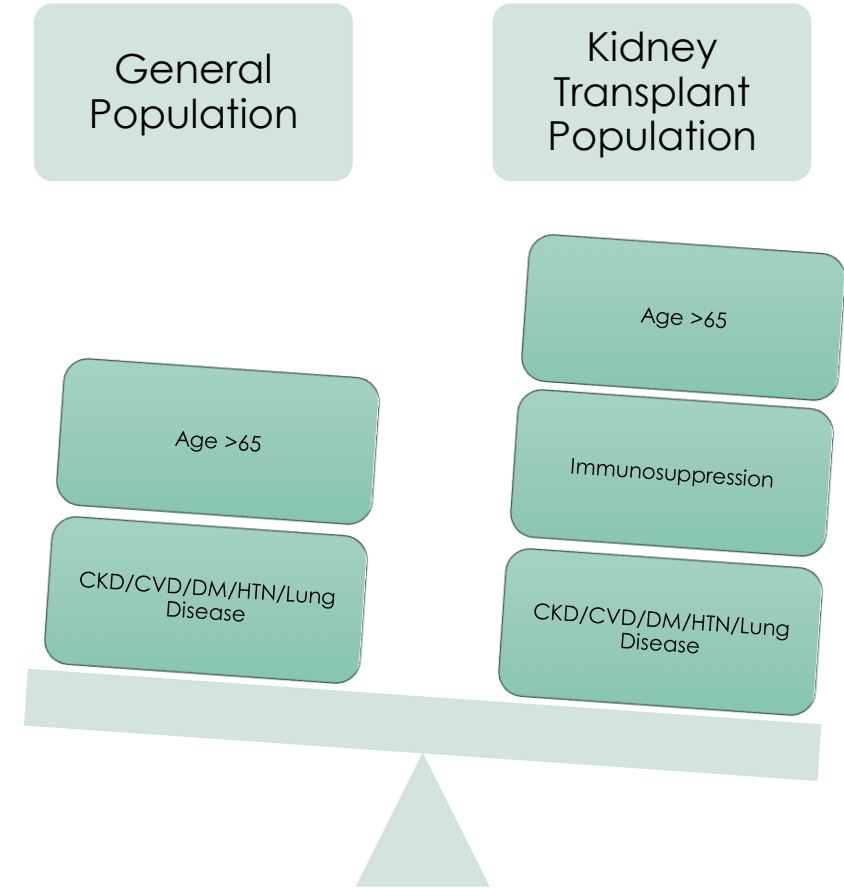 General
Population
Kidney
Transplant
Population
Age >65
Immunosuppression
CKD/CVD/DM/HTN/Lung
Disease
Age >65
CKD/CVD/DM/HTN/Lung
Disease